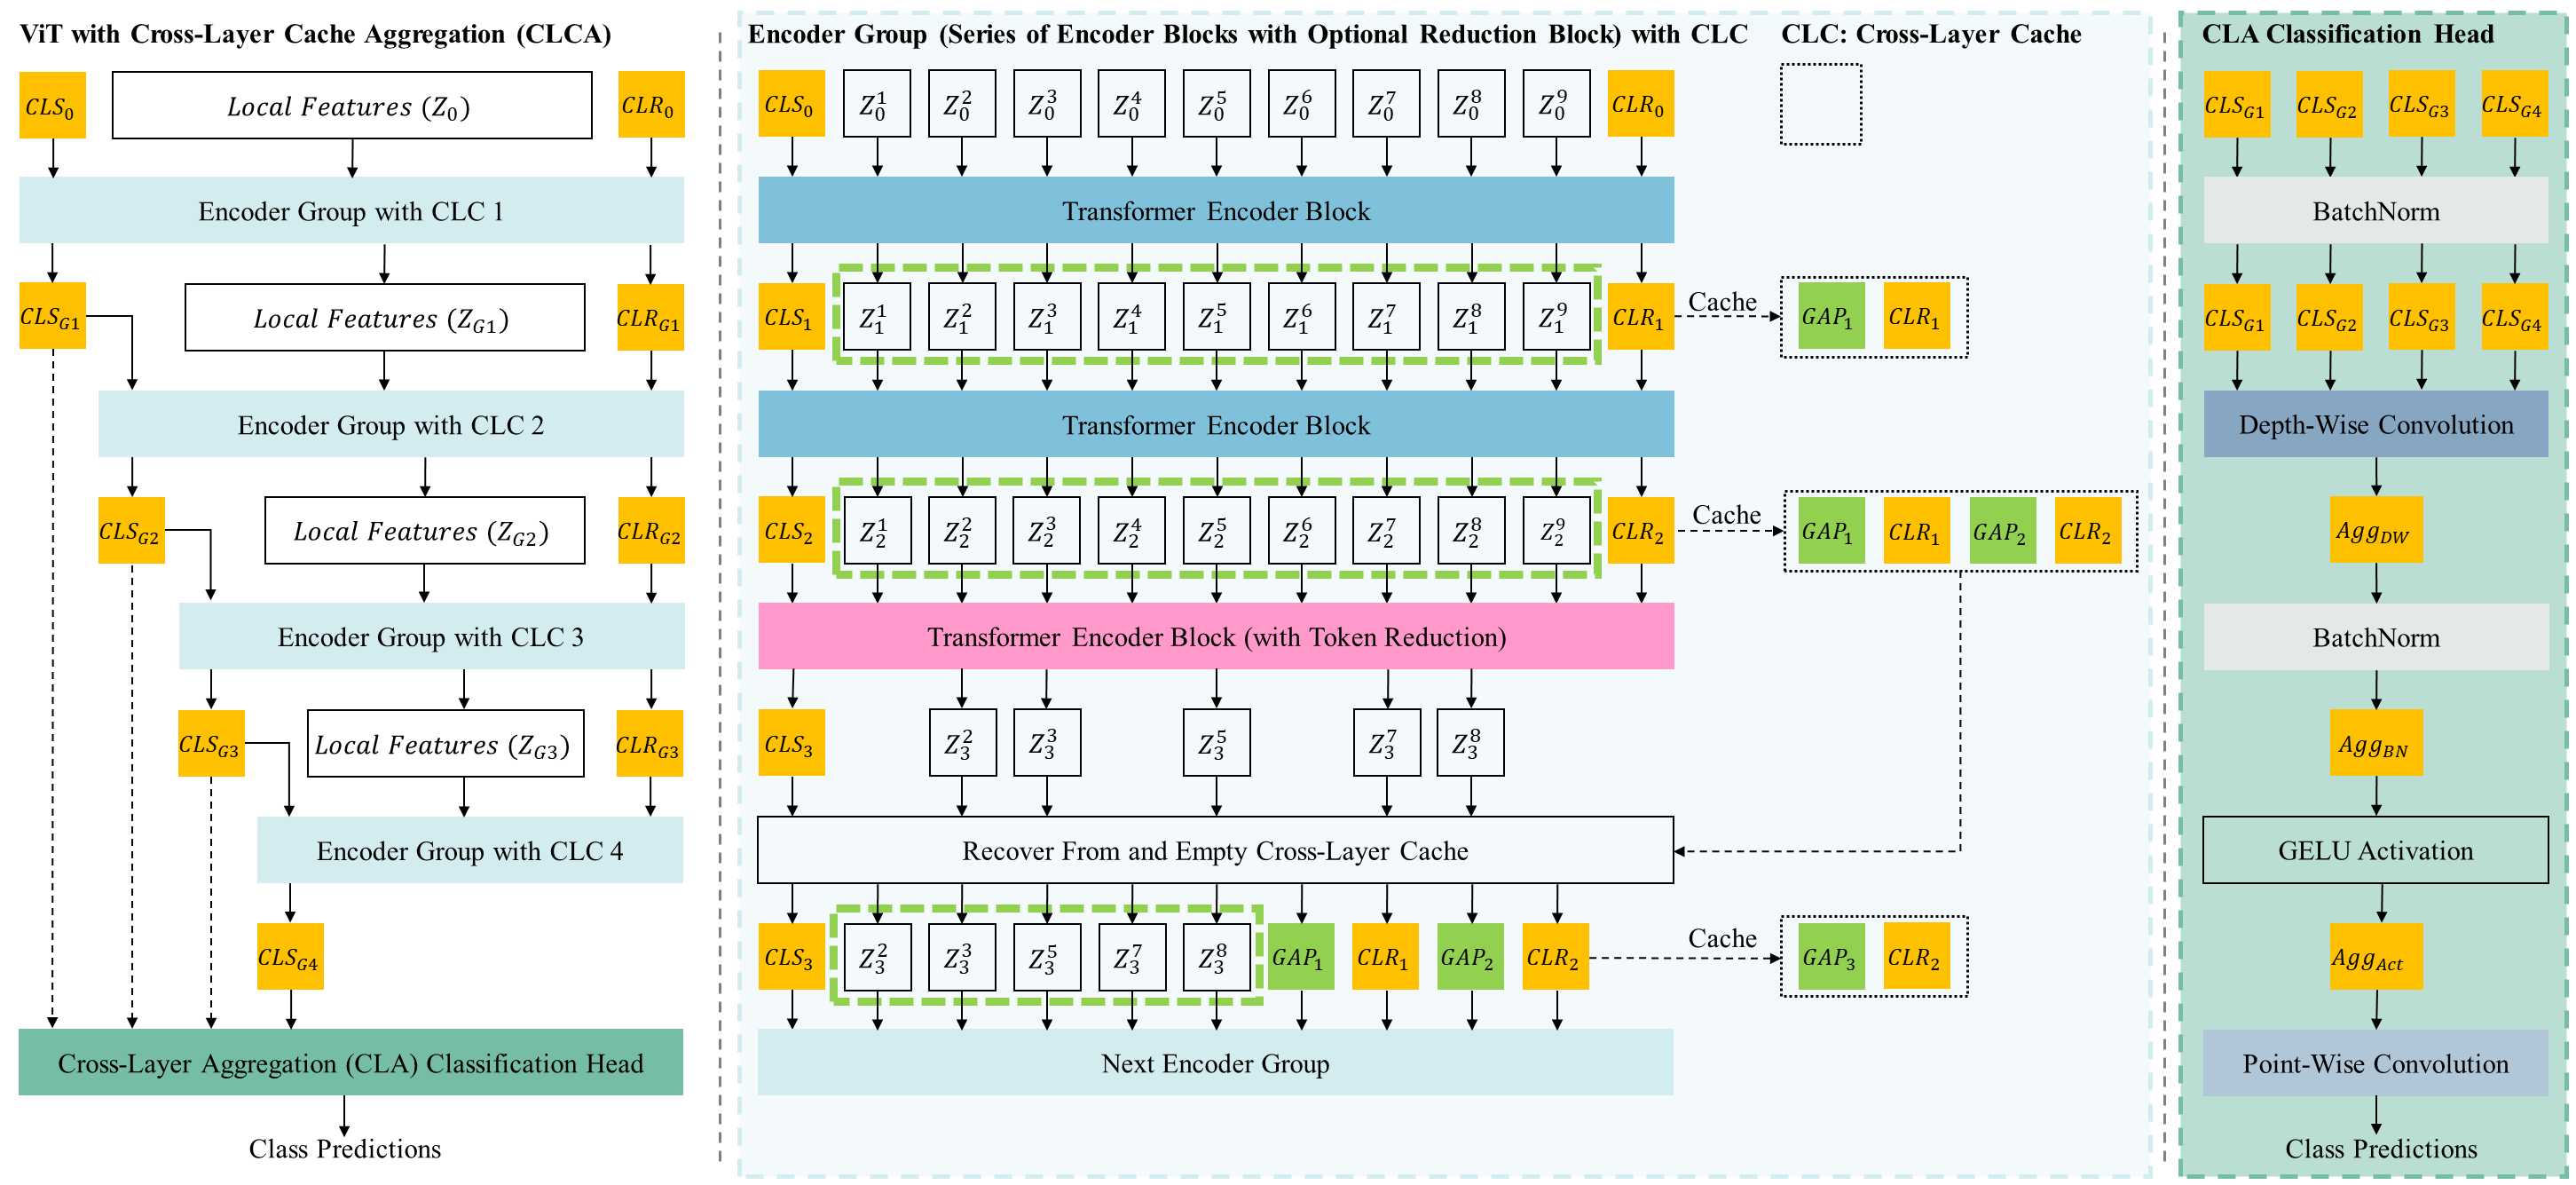 ViT with Cross-Layer Cache Aggregation (CLCA)
CLS_0
Local Features (Z_0)
CLR_0
Encoder Group with CLC 1
CLS_{G1}
Local Features (Z_{G1})
CLR_{G1}
Encoder Group with CLC 2
CLS_{G2}
Local Features (Z_{G2})
CLR_{G2}
Encoder Group with CLC 3
CLS_{G3}
Local Features (Z_{G3})
CLR_{G3}
Encoder Group with CLC 4
CLS_{G4}
Cross-Layer Aggregation (CLA) Classification Head
Class Predictions
Encoder Group (Series of Encoder Blocks with Optional Reduction Block) with CLC
CLC: Cross-Layer Cache
CLS_0 Z_0^1 Z_0^2 Z_0^3 Z_0^4 Z_0^5 Z_0^6 Z_0^7 Z_0^8 Z_0^9 CLR_0
Transformer Encoder Block
CLS_1 Z_1^1 Z_1^2 Z_1^3 Z_1^4 Z_1^5 Z_1^6 Z_1^7 Z_1^8 Z_1^9 CLR_1
Cache
GAP_1 CLR_1
Transformer Encoder Block
CLS_2 Z_2^1 Z_2^2 Z_2^3 Z_2^4 Z_2^5 Z_2^6 Z_2^7 Z_2^8 Z_2^9 CLR_2
Cache
GAP_1 CLR_1 GAP_2 CLR_2
Transformer Encoder Block (with Token Reduction)
CLS_3 Z_3^2 Z_3^3 Z_3^5 Z_3^7 Z_3^8
Recover From and Empty Cross-Layer Cache
CLS_3 Z_3^2 Z_3^3 Z_3^5 Z_3^7 Z_3^8 GAP_1 CLR_1 GAP_2 CLR_2
Cache
GAP_3 CLR_2
Next Encoder Group
CLA Classification Head
CLS_{G1} CLS_{G2} CLS_{G3} CLS_{G4}
BatchNorm
CLS_{G1} CLS_{G2} CLS_{G3} CLS_{G4}
Depth-Wise Convolution
Agg_{DW}
BatchNorm
Agg_{BN}
GELU Activation
Agg_{Act}
Point-Wise Convolution
Class Predictions